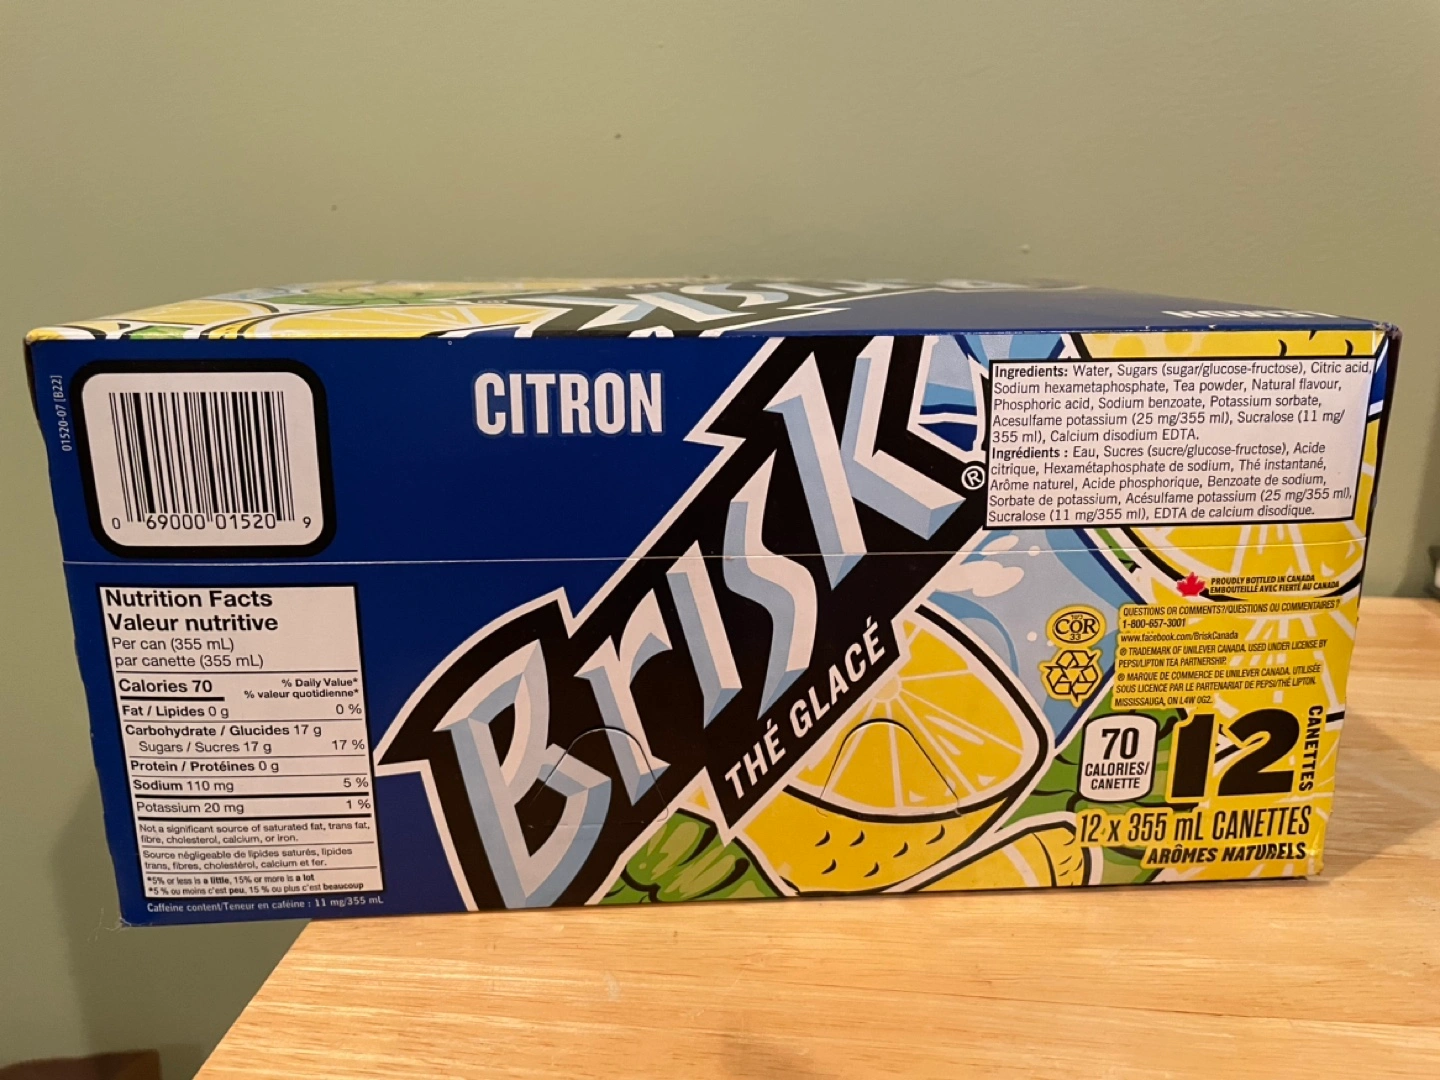 01520-07 [B22]
0 69000 01520 9
CITRON
BrISK ®
THÉ GLACÉ
Ingredients: Water, Sugars (sugar/glucose-fructose), Citric acid,
Sodium hexametaphosphate, Tea powder, Natural flavour,
Phosphoric acid, Sodium benzoate, Potassium sorbate,
Acesulfame potassium (25 mg/355 ml), Sucralose (11 mg/
355 ml), Calcium disodium EDTA.
Ingrédients : Eau, Sucres (sucre/glucose-fructose), Acide
citrique, Hexamétaphosphate de sodium, Thé instantané,
Arôme naturel, Acide phosphorique, Benzoate de sodium,
Sorbate de potassium, Acésulfame potassium (25 mg/355 ml),
Sucralose (11 mg/355 ml), EDTA de calcium disodique.
Nutrition Facts
Valeur nutritive
Per can (355 mL)
par canette (355 mL)
Calories 70
% Daily Value*
% valeur quotidienne*
Fat / Lipides 0 g 0 %
Carbohydrate / Glucides 17 g
Sugars / Sucres 17 g 17 %
Protein / Protéines 0 g
Sodium 110 mg 5 %
Potassium 20 mg 1 %
Not a significant source of saturated fat, trans fat,
fibre, cholesterol, calcium, or iron.
Source négligeable de lipides saturés, lipides
trans, fibres, cholestérol, calcium et fer.
*5% or less is a little, 15% or more is a lot
*5 % ou moins c'est peu, 15 % ou plus c'est beaucoup
Caffeine content/Teneur en caféine : 11 mg/355 mL
PROUDLY BOTTLED IN CANADA
EMBOUTEILLÉ AVEC FIERTÉ AU CANADA
COR
33
QUESTIONS OR COMMENTS?/QUESTIONS OU COMMENTAIRES?
1-800-657-3001
www.facebook.com/BriskCanada
® TRADEMARK OF UNILEVER CANADA, USED UNDER LICENSE BY
PEPSI/LIPTON TEA PARTNERSHIP.
® MARQUE DE COMMERCE DE UNILEVER CANADA, UTILISÉE
SOUS LICENCE PAR LE PARTENARIAT DE PEPSI/THÉ LIPTON.
MISSISSAUGA, ON L4W 0G2.
70
CALORIES/
CANETTE
12
CANETTES
12 x 355 mL CANETTES
ARÔMES NATURELS